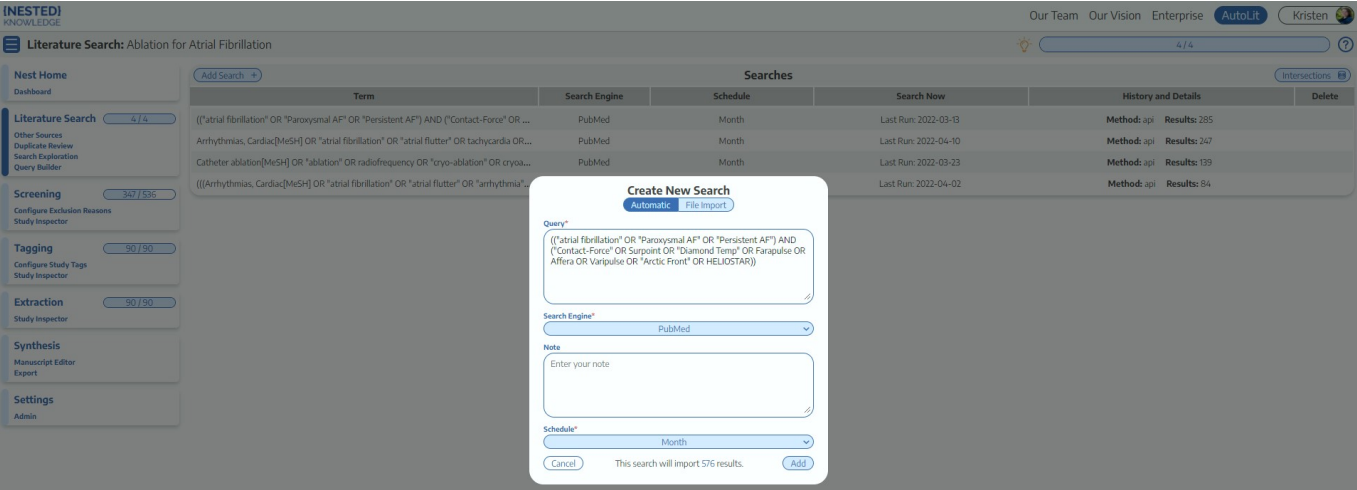 {NESTED}
KNOWLEDGE
Our Team Our Vision Enterprise AutoLit Kristen
Literature Search: Ablation for Atrial Fibrillation
4/4
?
Nest Home
Dashboard
Literature Search 4/4
Other Sources
Duplicate Review
Search Exploration
Query Builder
Screening 347/536
Configure Exclusion Reasons
Study Inspector
Tagging 90/90
Configure Study Tags
Study Inspector
Extraction 90/90
Study Inspector
Synthesis
Manuscript Editor
Export
Settings
Admin
Add Search +
Searches
Intersections
Term Search Engine Schedule Search Now History and Details Delete
(("atrial fibrillation" OR "Paroxysmal AF" OR "Persistent AF") AND ("Contact-Force" OR ... PubMed Month Last Run: 2022-03-13 Method: api Results: 285
Arrhythmias, Cardiac[MeSH] OR "atrial fibrillation" OR "atrial flutter" OR tachycardia OR... PubMed Month Last Run: 2022-04-10 Method: api Results: 247
Catheter ablation[MeSH] OR "ablation" OR radiofrequency OR "cryo-ablation" OR cryoa... PubMed Month Last Run: 2022-03-23 Method: api Results: 139
(((Arrhythmias, Cardiac[MeSH] OR "atrial fibrillation" OR "atrial flutter" OR "arrhythmia"... Last Run: 2022-04-02 Method: api Results: 84
Create New Search
Automatic File Import
Query*
(("atrial fibrillation" OR "Paroxysmal AF" OR "Persistent AF") AND
("Contact-Force" OR Surpoint OR "Diamond Temp" OR Farapulse OR
Affera OR Varipulse OR "Arctic Front" OR HELIOSTAR))
Search Engine*
PubMed
Note
Enter your note
Schedule*
Month
Cancel This search will import 576 results. Add